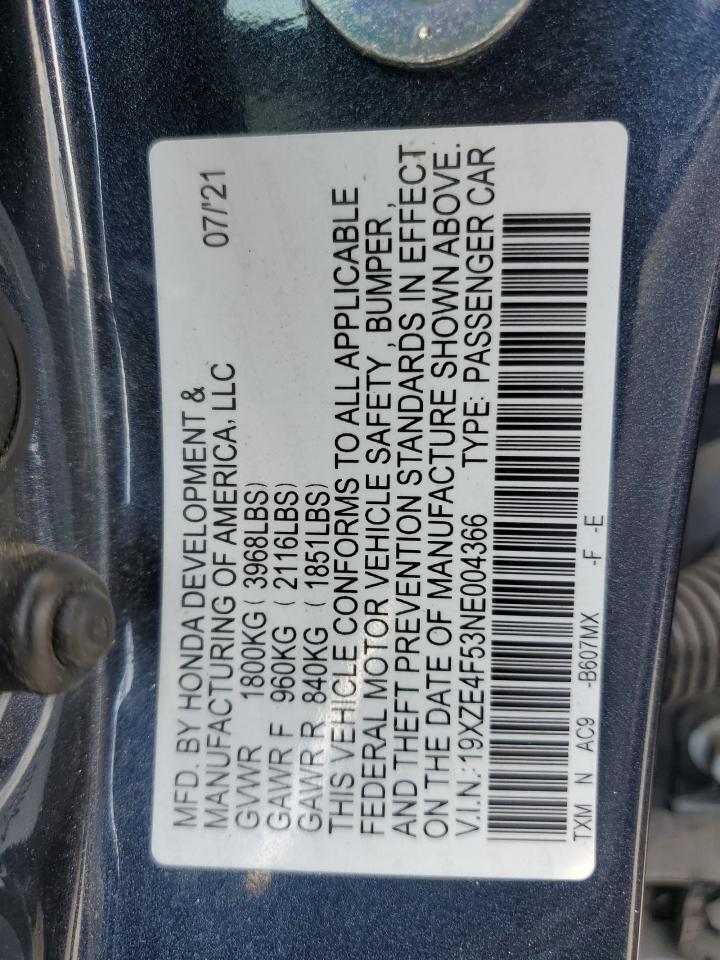 MFD. BY HONDA DEVELOPMENT & 07/'21
MANUFACTURING OF AMERICA, LLC
GVWR 1800KG ( 3968LBS)
GAWR F 960KG ( 2116LBS)
GAWR R 840KG ( 1851LBS)
THIS VEHICLE CONFORMS TO ALL APPLICABLE
FEDERAL MOTOR VEHICLE SAFETY , BUMPER ,
AND THEFT PREVENTION STANDARDS IN EFFECT
ON THE DATE OF MANUFACTURE SHOWN ABOVE.
V.I.N.: 19XZE4F53NE004366 TYPE: PASSENGER CAR
TXM N AC9 -B607MX -F -E